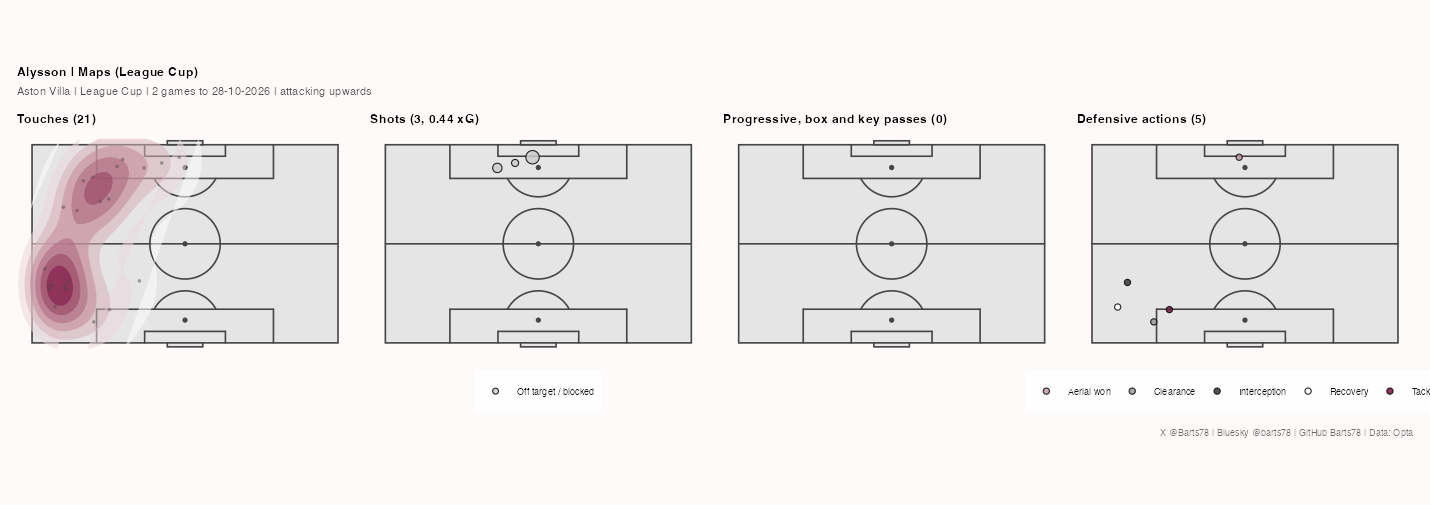 Alysson | Maps (League Cup)
Aston Villa | League Cup | 2 games to 28-10-2026 | attacking upwards
Touches (21)
Shots (3, 0.44 xG)
Progressive, box and key passes (0)
Defensive actions (5)
Off target / blocked
Aerial won
Clearance
Interception
Recovery
Tack
X @Barts78 | Bluesky @barts78 | GitHub Barts78 | Data: Opta